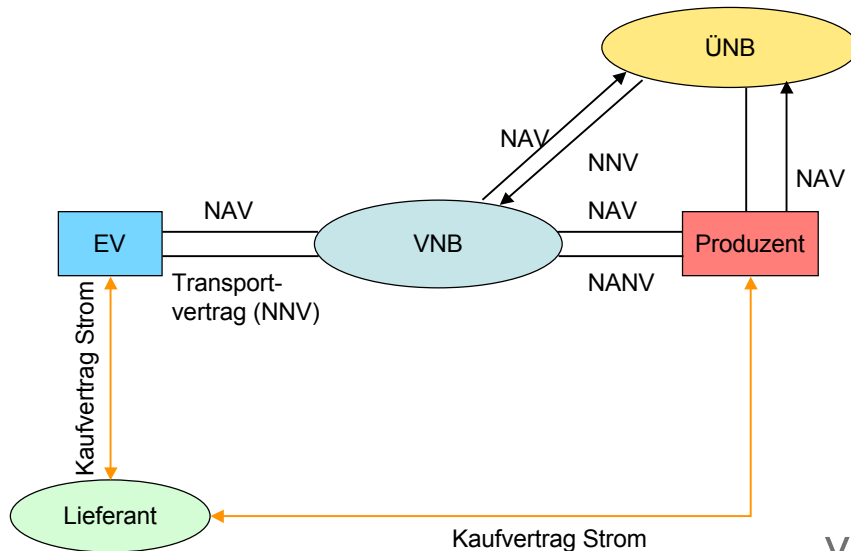 ÜNB
NAV
NNV
NAV
NAV
NAV
EV
VNB
Produzent
Transport-
vertrag (NNV)
NANV
Kaufvertrag Strom
Lieferant
Kaufvertrag Strom